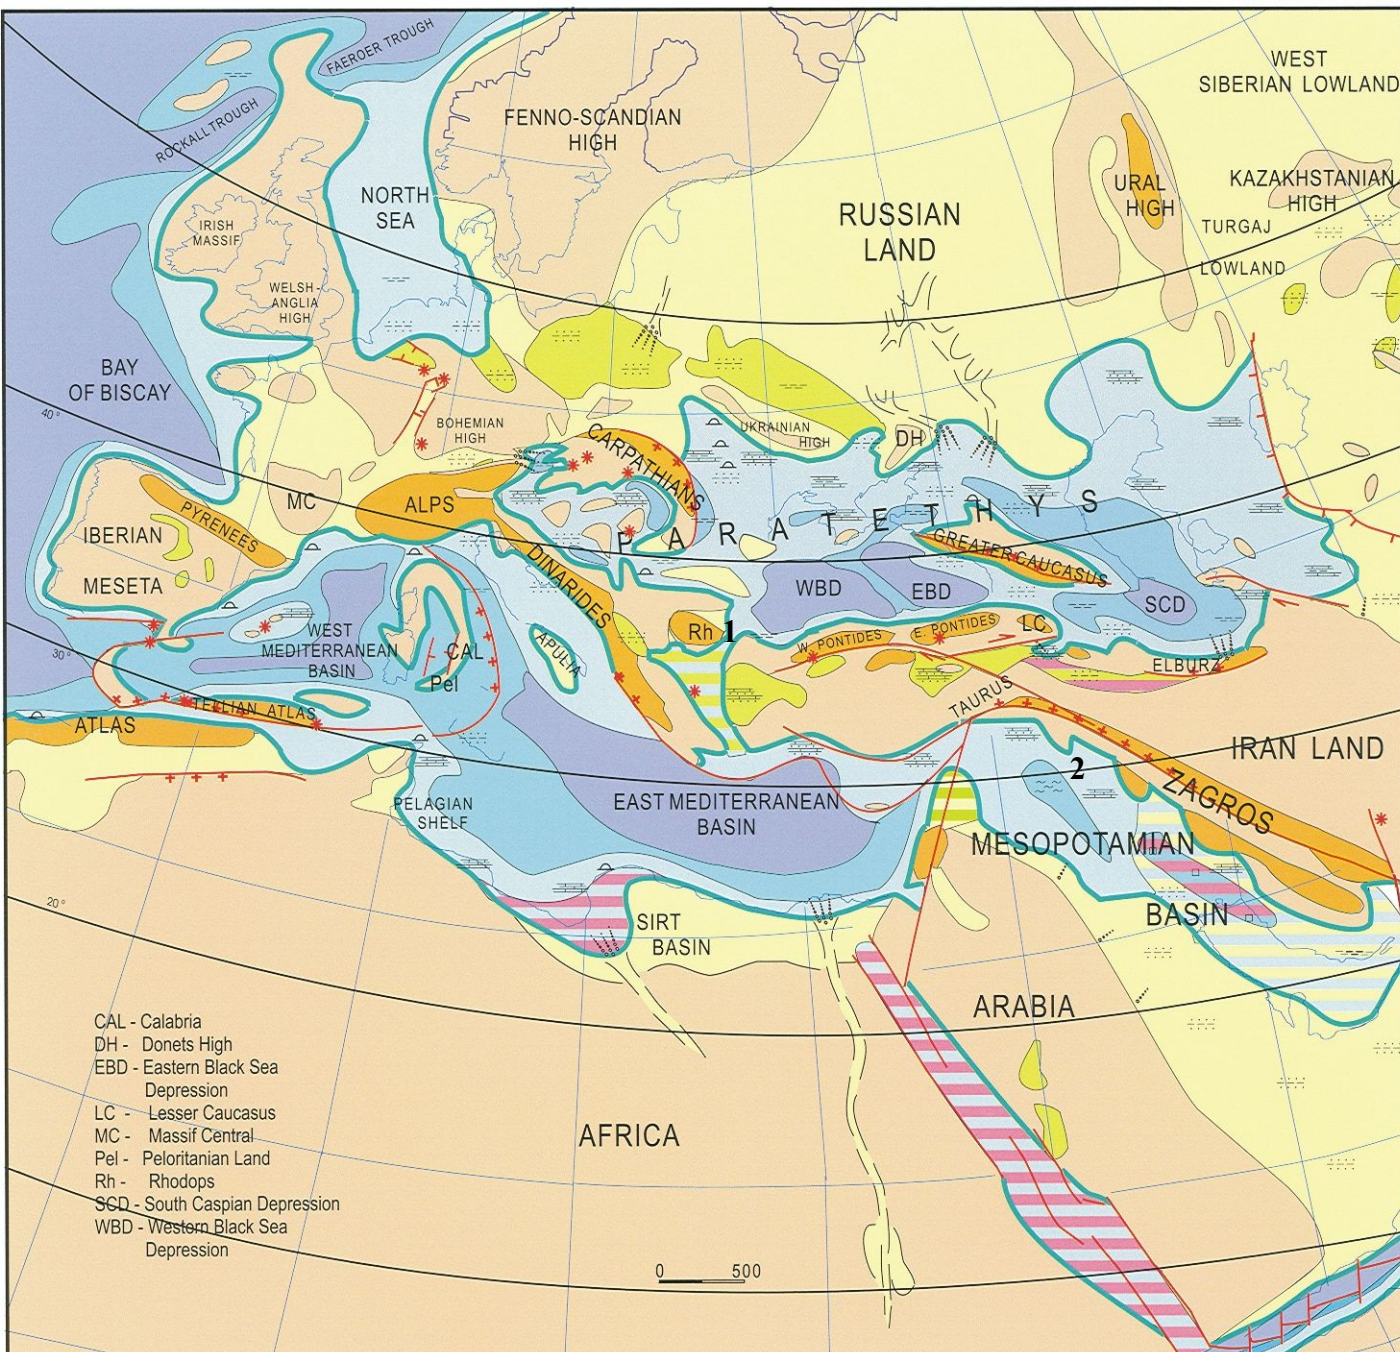 FAEROER TROUGH
ROCKALL TROUGH
FENNO-SCANDIAN
HIGH
WEST
SIBERIAN LOWLAND
NORTH
SEA
IRISH
MASSIF
WELSH-
ANGLIA
HIGH
RUSSIAN
LAND
URAL
HIGH
KAZAKHSTANIAN
HIGH
TURGAJ
LOWLAND
BAY
OF BISCAY
40°
BOHEMIAN
HIGH
CARPATHIANS
UKRAINIAN
HIGH
DH
MC
ALPS
PYRENEES
IBERIAN
MESETA
PARATETHYS
GREATER CAUCASUS
DINARIDES
WBD
EBD
SCD
WEST
MEDITERRANEAN
BASIN
CAL
Pel
APULIA
Rh
1
W. PONTIDES
E. PONTIDES
LC
ELBURZ
30°
TELLIAN ATLAS
ATLAS
TAURUS
IRAN LAND
2
ZAGROS
PELAGIAN
SHELF
EAST MEDITERRANEAN
BASIN
MESOPOTAMIAN
BASIN
20°
SIRT
BASIN
ARABIA
AFRICA
CAL - Calabria
DH - Donets High
EBD - Eastern Black Sea
Depression
LC - Lesser Caucasus
MC - Massif Central
Pel - Peloritanian Land
Rh - Rhodops
SCD - South Caspian Depression
WBD - Westorn Black Sea
Depression
0 500